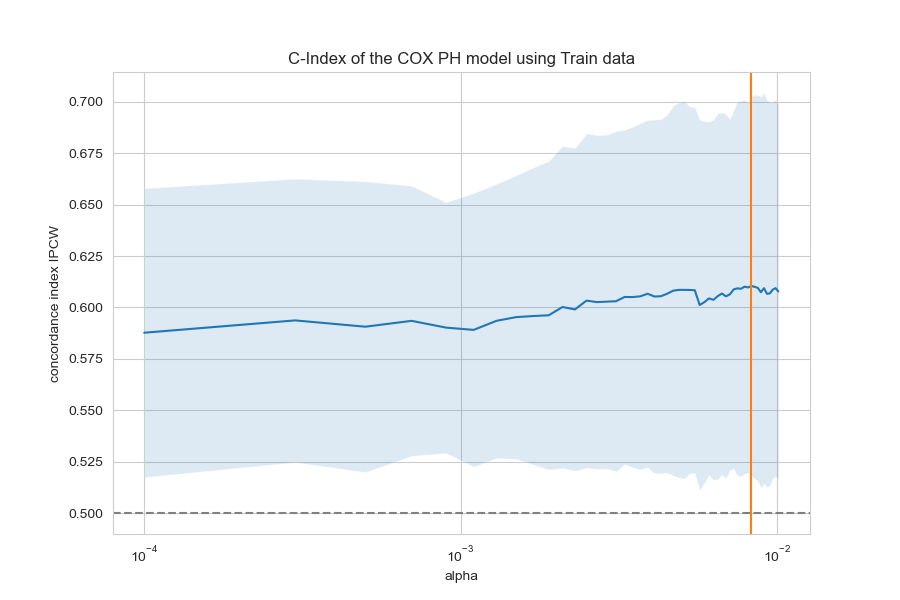 C-Index of the COX PH model using Train data
concordance index IPCW
0.700
0.675
0.650
0.625
0.600
0.575
0.550
0.525
0.500
10⁻⁴ 10⁻³ 10⁻²
alpha